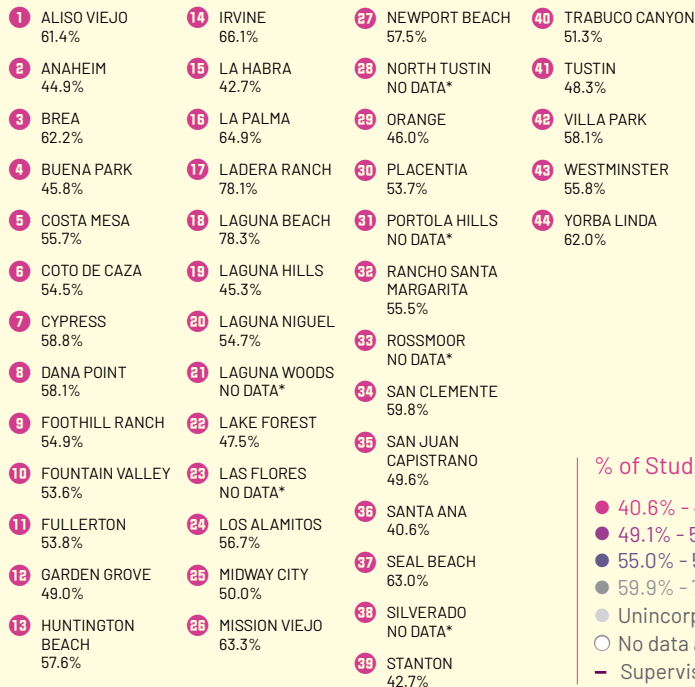 1 ALISO VIEJO
61.4%
2 ANAHEIM
44.9%
3 BREA
62.2%
4 BUENA PARK
45.8%
5 COSTA MESA
55.7%
6 COTO DE CAZA
54.5%
7 CYPRESS
58.8%
8 DANA POINT
58.1%
9 FOOTHILL RANCH
54.9%
10 FOUNTAIN VALLEY
53.6%
11 FULLERTON
53.8%
12 GARDEN GROVE
49.0%
13 HUNTINGTON
BEACH
57.6%
14 IRVINE
66.1%
15 LA HABRA
42.7%
16 LA PALMA
64.9%
17 LADERA RANCH
78.1%
18 LAGUNA BEACH
78.3%
19 LAGUNA HILLS
45.3%
20 LAGUNA NIGUEL
54.7%
21 LAGUNA WOODS
NO DATA*
22 LAKE FOREST
47.5%
23 LAS FLORES
NO DATA*
24 LOS ALAMITOS
56.7%
25 MIDWAY CITY
50.0%
26 MISSION VIEJO
63.3%
27 NEWPORT BEACH
57.5%
28 NORTH TUSTIN
NO DATA*
29 ORANGE
46.0%
30 PLACENTIA
53.7%
31 PORTOLA HILLS
NO DATA*
32 RANCHO SANTA
MARGARITA
55.5%
33 ROSSMOOR
NO DATA*
34 SAN CLEMENTE
59.8%
35 SAN JUAN
CAPISTRANO
49.6%
36 SANTA ANA
40.6%
37 SEAL BEACH
63.0%
38 SILVERADO
NO DATA*
39 STANTON
42.7%
40 TRABUCO CANYON
51.3%
41 TUSTIN
48.3%
42 VILLA PARK
58.1%
43 WESTMINSTER
55.8%
44 YORBA LINDA
62.0%
% of Stud
40.6% -
49.1% - 5
55.0% - 5
59.9% - 7
Unincorp
No data
Supervis